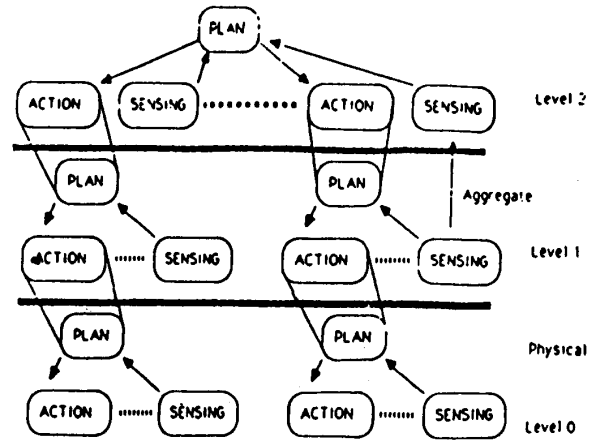 PLAN
ACTION SENSING ACTION SENSING Level 2
PLAN PLAN
Aggregate
ACTION SENSING ACTION SENSING Level 1
PLAN PLAN
Physical
ACTION SENSING ACTION SENSING
Level 0